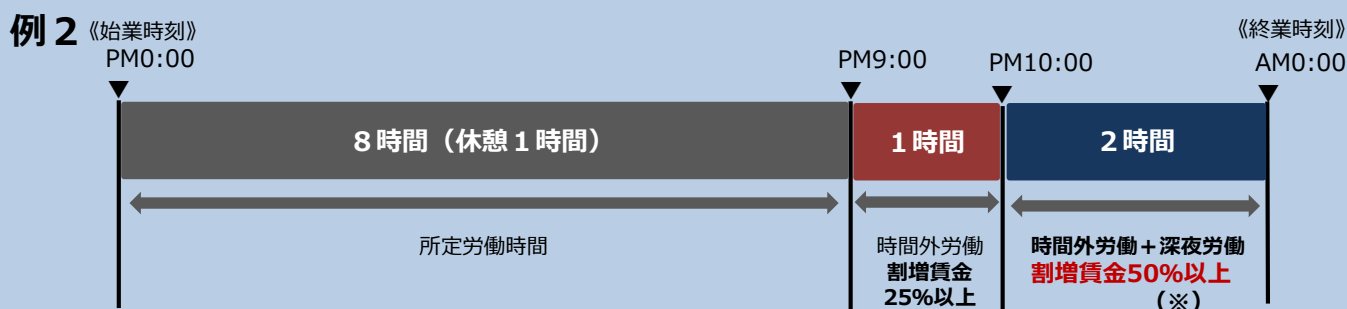 例２
《始業時刻》
PM0:00
PM9:00
PM10:00
《終業時刻》
AM0:00
８時間（休憩１時間）
１時間
２時間
所定労働時間
時間外労働
割増賃金
25%以上
時間外労働＋深夜労働
割増賃金50%以上
（※）